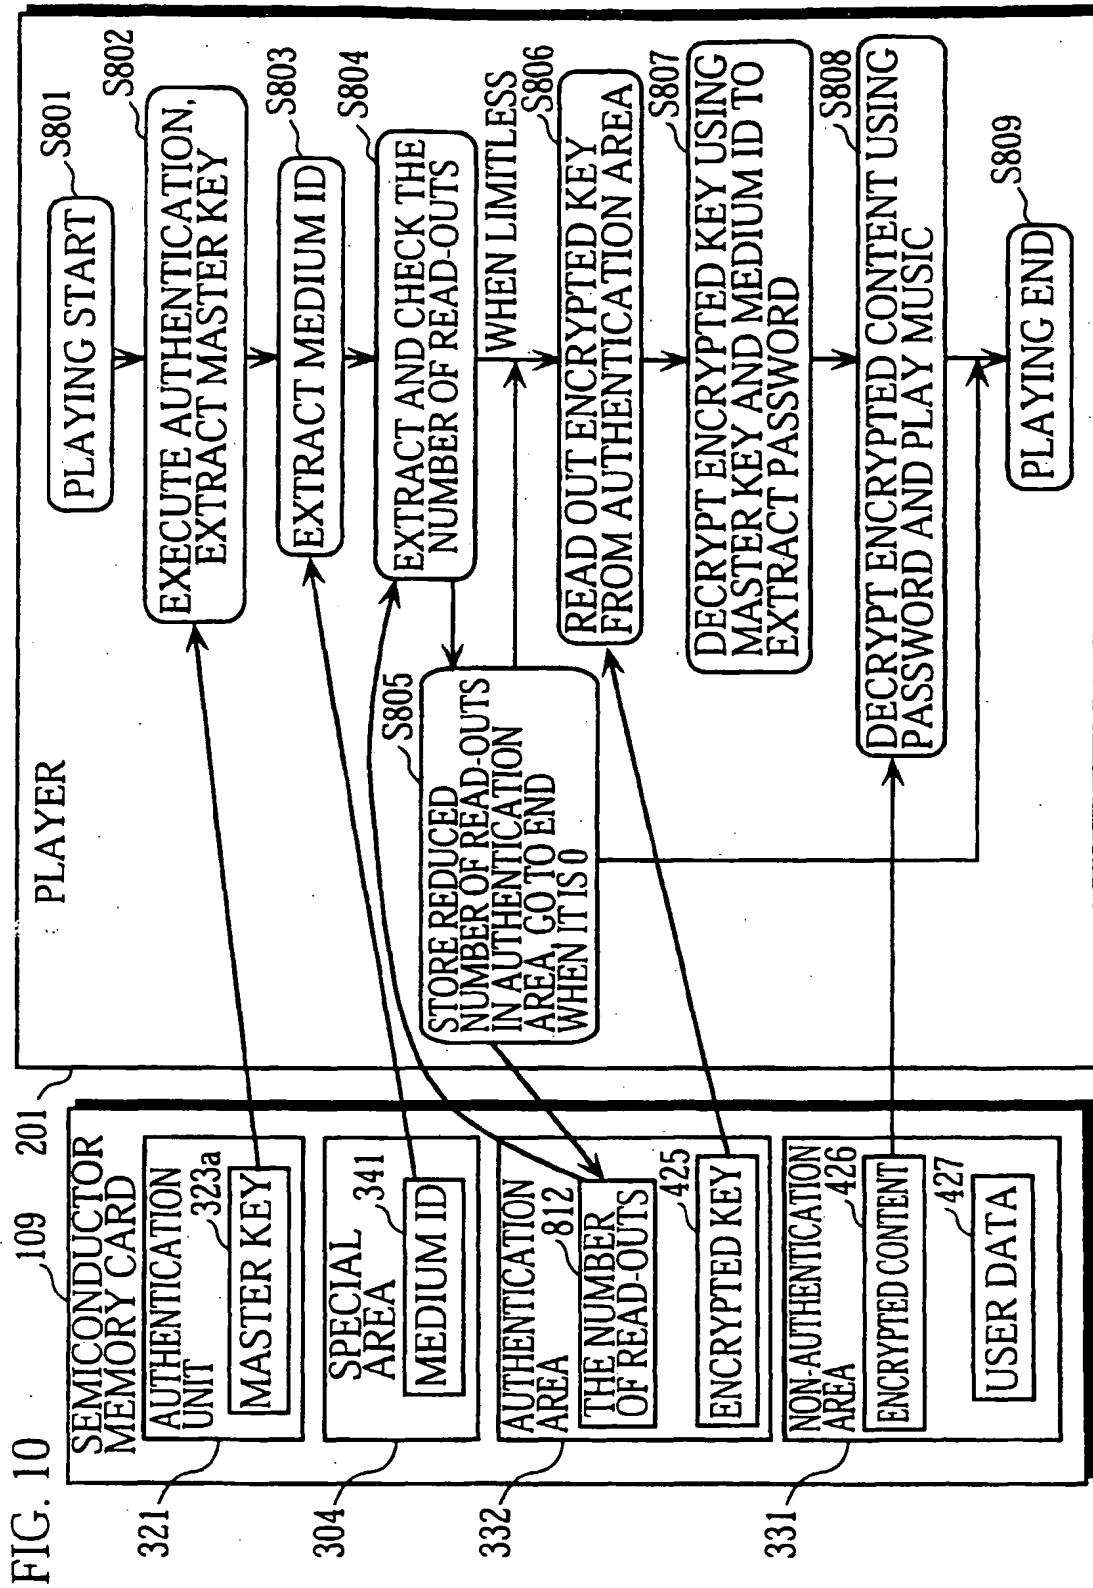 FIG. 10
SEMICONDUCTOR
MEMORY CARD
109
AUTHENTICATION
UNIT
323a
MASTER KEY
321
SPECIAL
AREA
341
MEDIUM ID
304
AUTHENTICATION
AREA
812
THE NUMBER
OF READ-OUTS
425
ENCRYPTED KEY
332
NON-AUTHENTICATION
AREA
426
ENCRYPTED CONTENT
427
USER DATA
331
201
PLAYER
PLAYING START
S801
EXECUTE AUTHENTICATION,
EXTRACT MASTER KEY
S802
EXTRACT MEDIUM ID
S803
EXTRACT AND CHECK THE
NUMBER OF READ-OUTS
S804
WHEN LIMITLESS
STORE REDUCED
NUMBER OF READ-OUTS
IN AUTHENTICATION
AREA, GO TO END
WHEN IT IS 0
S805
READ OUT ENCRYPTED KEY
FROM AUTHENTICATION AREA
S806
DECRYPT ENCRYPTED KEY USING
MASTER KEY AND MEDIUM ID TO
EXTRACT PASSWORD
S807
DECRYPT ENCRYPTED CONTENT USING
PASSWORD AND PLAY MUSIC
S808
PLAYING END
S809